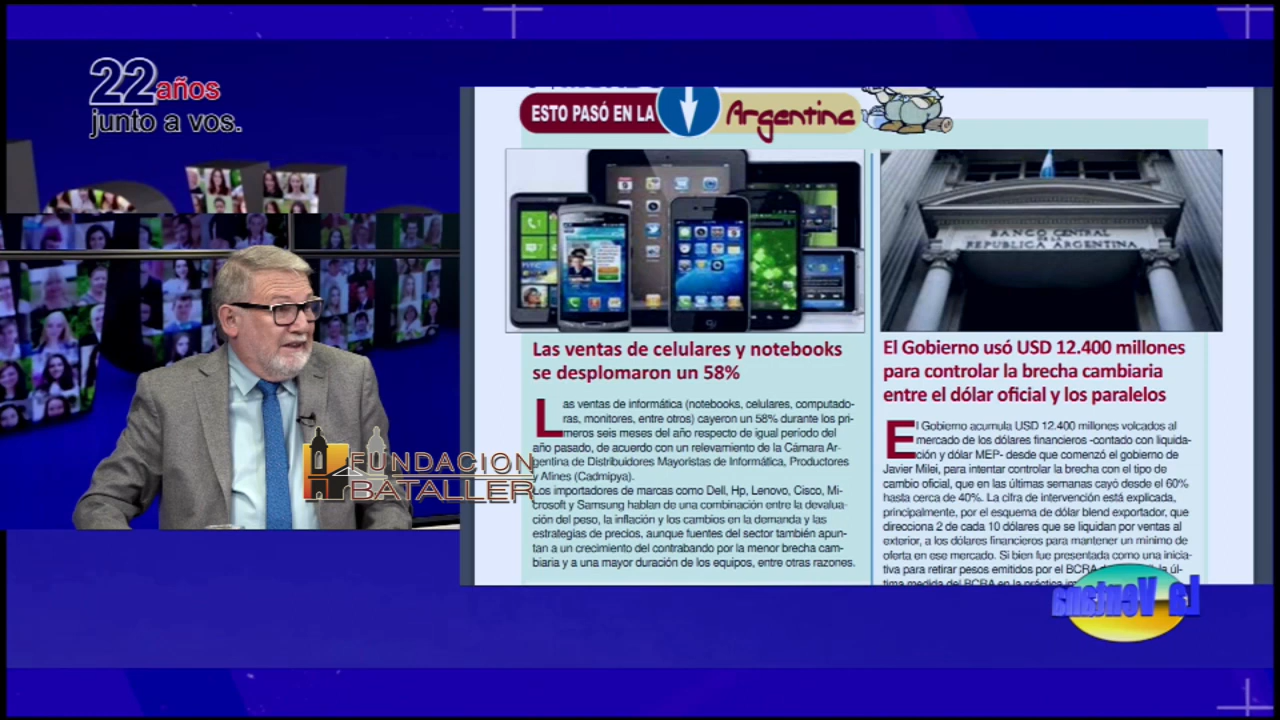 22años
junto a vos.
ESTO PASÓ EN LA
Argentina
BANCO CENTRAL
REPUBLICA ARGENTINA
Las ventas de celulares y notebooks
se desplomaron un 58%
Las ventas de informática (notebooks, celulares, computado-
ras, monitores, entre otros) cayeron un 58% durante los pri-
meros seis meses del año respecto de igual período del
año pasado, de acuerdo con un relevamiento de la Cámara Ar-
gentina de Distribuidores Mayoristas de Informática, Productores
y Afines (Cadmipya).
Los importadores de marcas como Dell, Hp, Lenovo, Cisco, Mi-
crosoft y Samsung hablan de una combinación entre la devalua-
ción del peso, la inflación y los cambios en la demanda y las
estrategias de precios, aunque fuentes del sector también apun-
tan a un crecimiento del contrabando por la menor brecha cam-
biaria y a una mayor duración de los equipos, entre otras razones.
El Gobierno usó USD 12.400 millones
para controlar la brecha cambiaria
entre el dólar oficial y los paralelos
El Gobierno acumula USD 12.400 millones volcados al
mercado de los dólares financieros -contado con liquida-
ción y dólar MEP- desde que comenzó el gobierno de
Javier Milei, para intentar controlar la brecha con el tipo de
cambio oficial, que en las últimas semanas cayó desde el 60%
hasta cerca de 40%. La cifra de intervención está explicada,
principalmente, por el esquema de dólar blend exportador, que
direcciona 2 de cada 10 dólares que se liquidan por ventas al
exterior, a los dólares financieros para mantener un mínimo de
oferta en ese mercado. Si bien fue presentada como una inicia-
tiva para retirar pesos emitidos por el BCRA la úl-
tima medida del BCRA en la práctica
FUNDACION
BATALLER
La Ventana